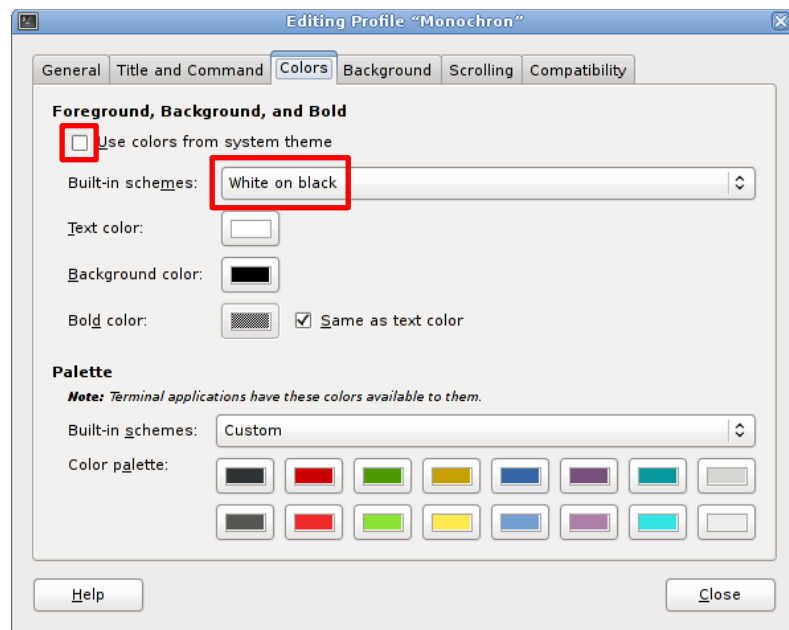 Editing Profile “Monochron”
General Title and Command Colors Background Scrolling Compatibility
Foreground, Background, and Bold
Use colors from system theme
Built-in schemes: White on black
Text color:
Background color:
Bold color: Same as text color
Palette
Note: Terminal applications have these colors available to them.
Built-in schemes: Custom
Color palette:
Help Close